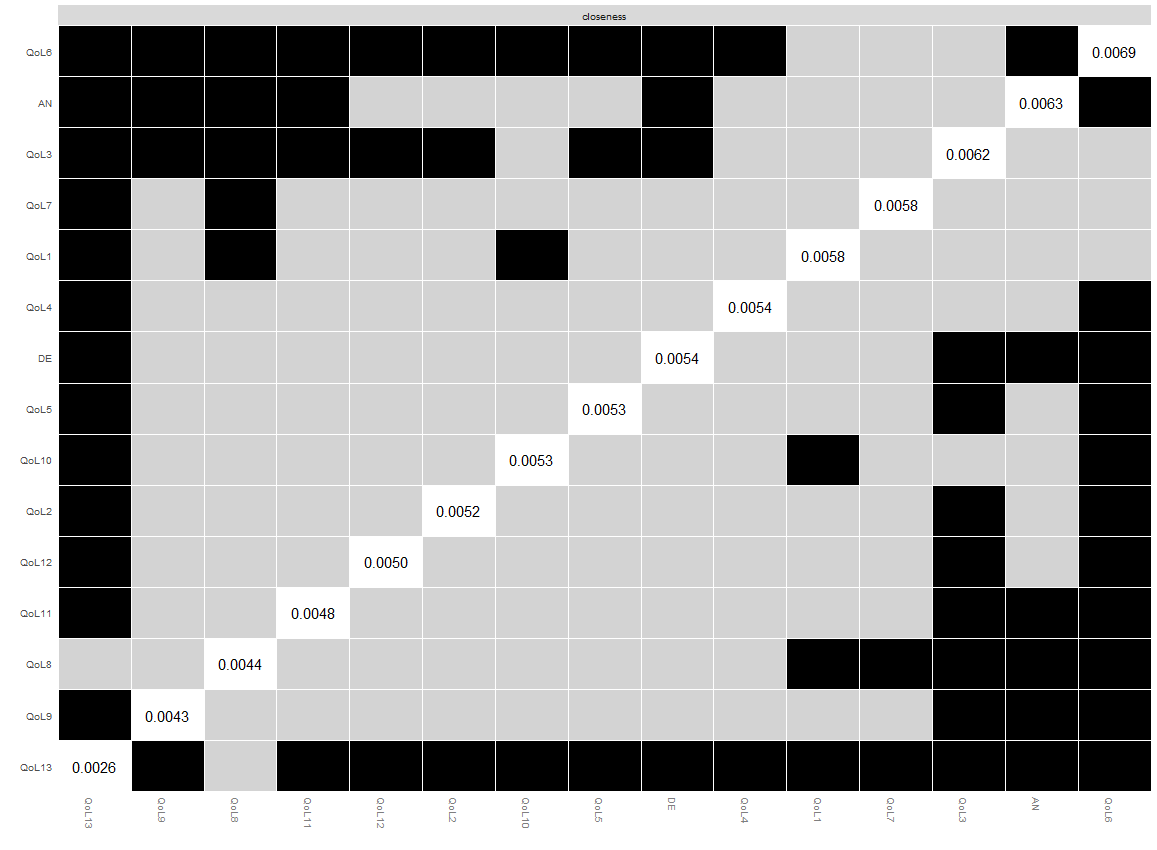 closeness
QoL6 0.0069
AN 0.0063
QoL3 0.0062
QoL7 0.0058
QoL1 0.0058
QoL4 0.0054
DE 0.0054
QoL5 0.0053
QoL10 0.0053
QoL2 0.0052
QoL12 0.0050
QoL11 0.0048
QoL8 0.0044
QoL9 0.0043
QoL13 0.0026
QoL13 QoL9 QoL8 QoL11 QoL12 QoL2 QoL10 QoL5 DE QoL4 QoL1 QoL7 QoL3 AN QoL6